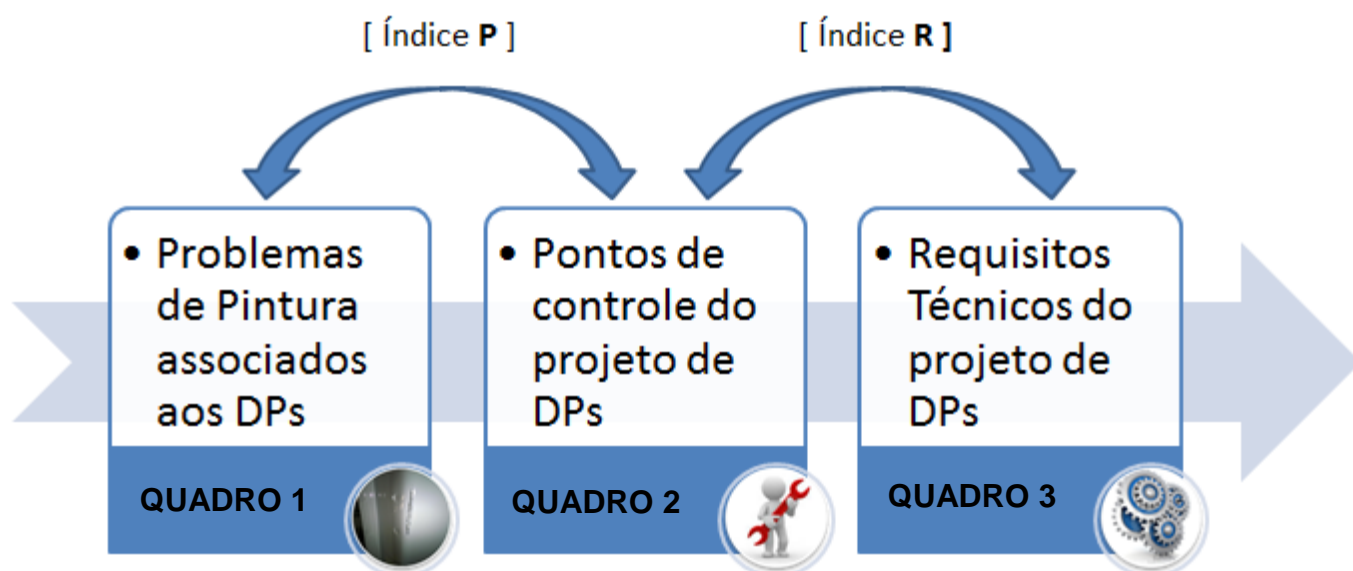 [ Índice P ]
[ Índice R ]
• Problemas
de Pintura
associados
aos DPs
QUADRO 1
• Pontos de
controle do
projeto de
DPs
QUADRO 2
• Requisitos
Técnicos do
projeto de
DPs
QUADRO 3